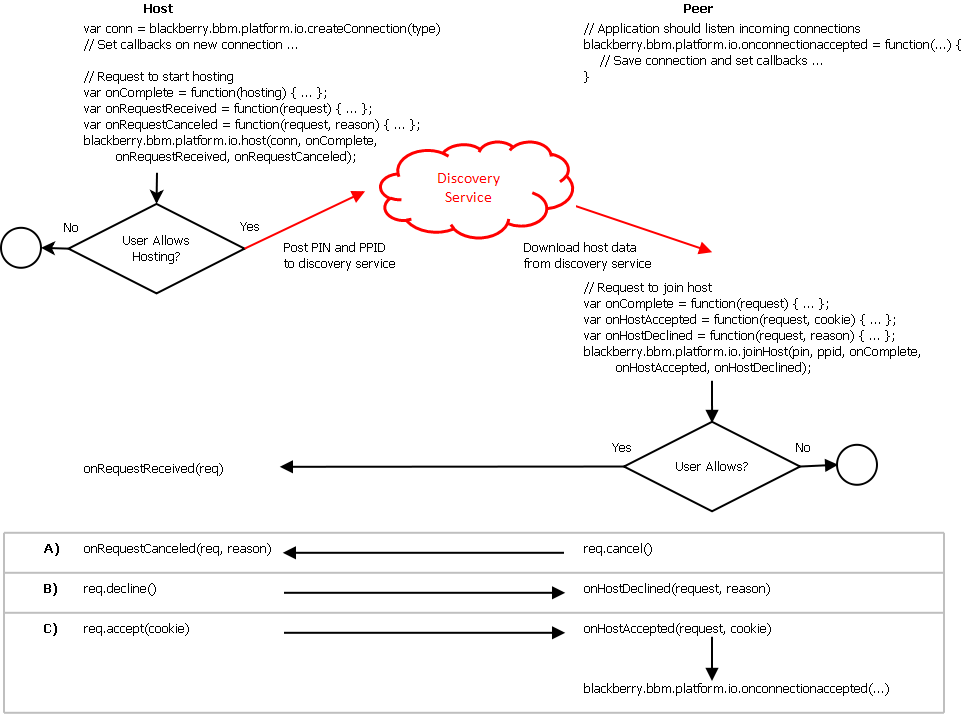 Host
var conn = blackberry.bbm.platform.io.createConnection(type)
// Set callbacks on new connection ...
// Request to start hosting
var onComplete = function(hosting) { ... };
var onRequestReceived = function(request) { ... };
var onRequestCanceled = function(request, reason) { ... };
blackberry.bbm.platform.io.host(conn, onComplete,
onRequestReceived, onRequestCanceled);
Peer
// Application should listen incoming connections
blackberry.bbm.platform.io.onconnectionaccepted = function(...) {
// Save connection and set callbacks ...
}
Discovery
Service
No
User Allows
Hosting?
Yes
Post PIN and PPID
to discovery service
Download host data
from discovery service
// Request to join host
var onComplete = function(request) { ... };
var onHostAccepted = function(request, cookie) { ... };
var onHostDeclined = function(request, reason) { ... };
blackberry.bbm.platform.io.joinHost(pin, ppid, onComplete,
onHostAccepted, onHostDeclined);
Yes
User Allows?
No
onRequestReceived(req)
A) onRequestCanceled(req, reason) req.cancel()
B) req.decline() onHostDeclined(request, reason)
C) req.accept(cookie) onHostAccepted(request, cookie)
blackberry.bbm.platform.io.onconnectionaccepted(...)